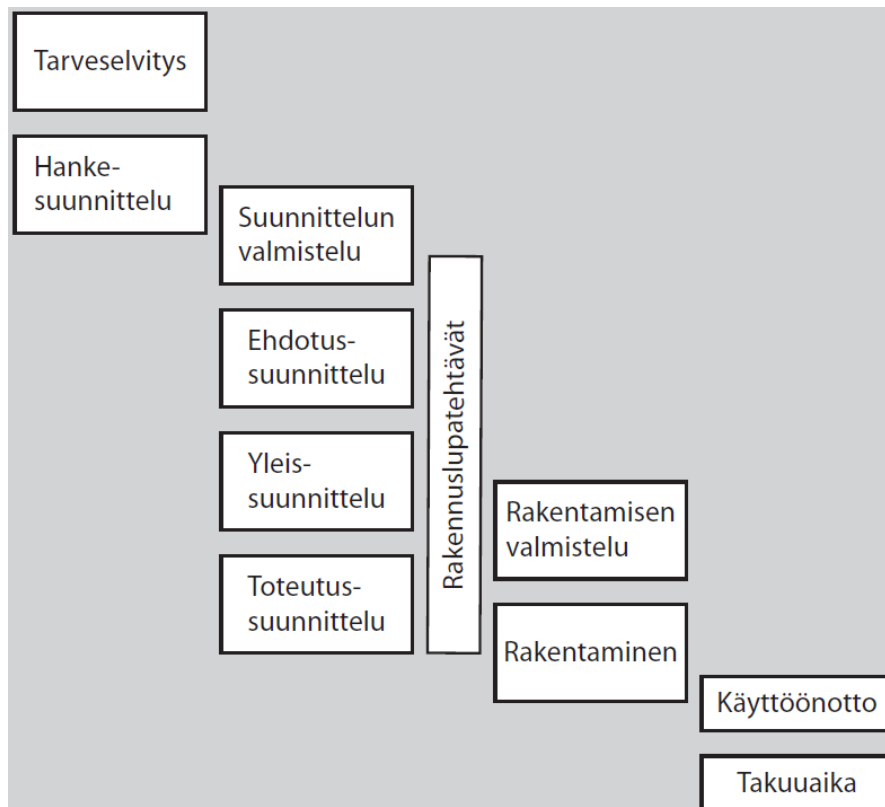 Tarveselvitys
Hanke-
suunnittelu
Suunnittelun
valmistelu
Ehdotus-
suunnittelu
Yleis-
suunnittelu
Toteutus-
suunnittelu
Rakennuslupatehtävät
Rakentamisen
valmistelu
Rakentaminen
Käyttöönotto
Takuuaika